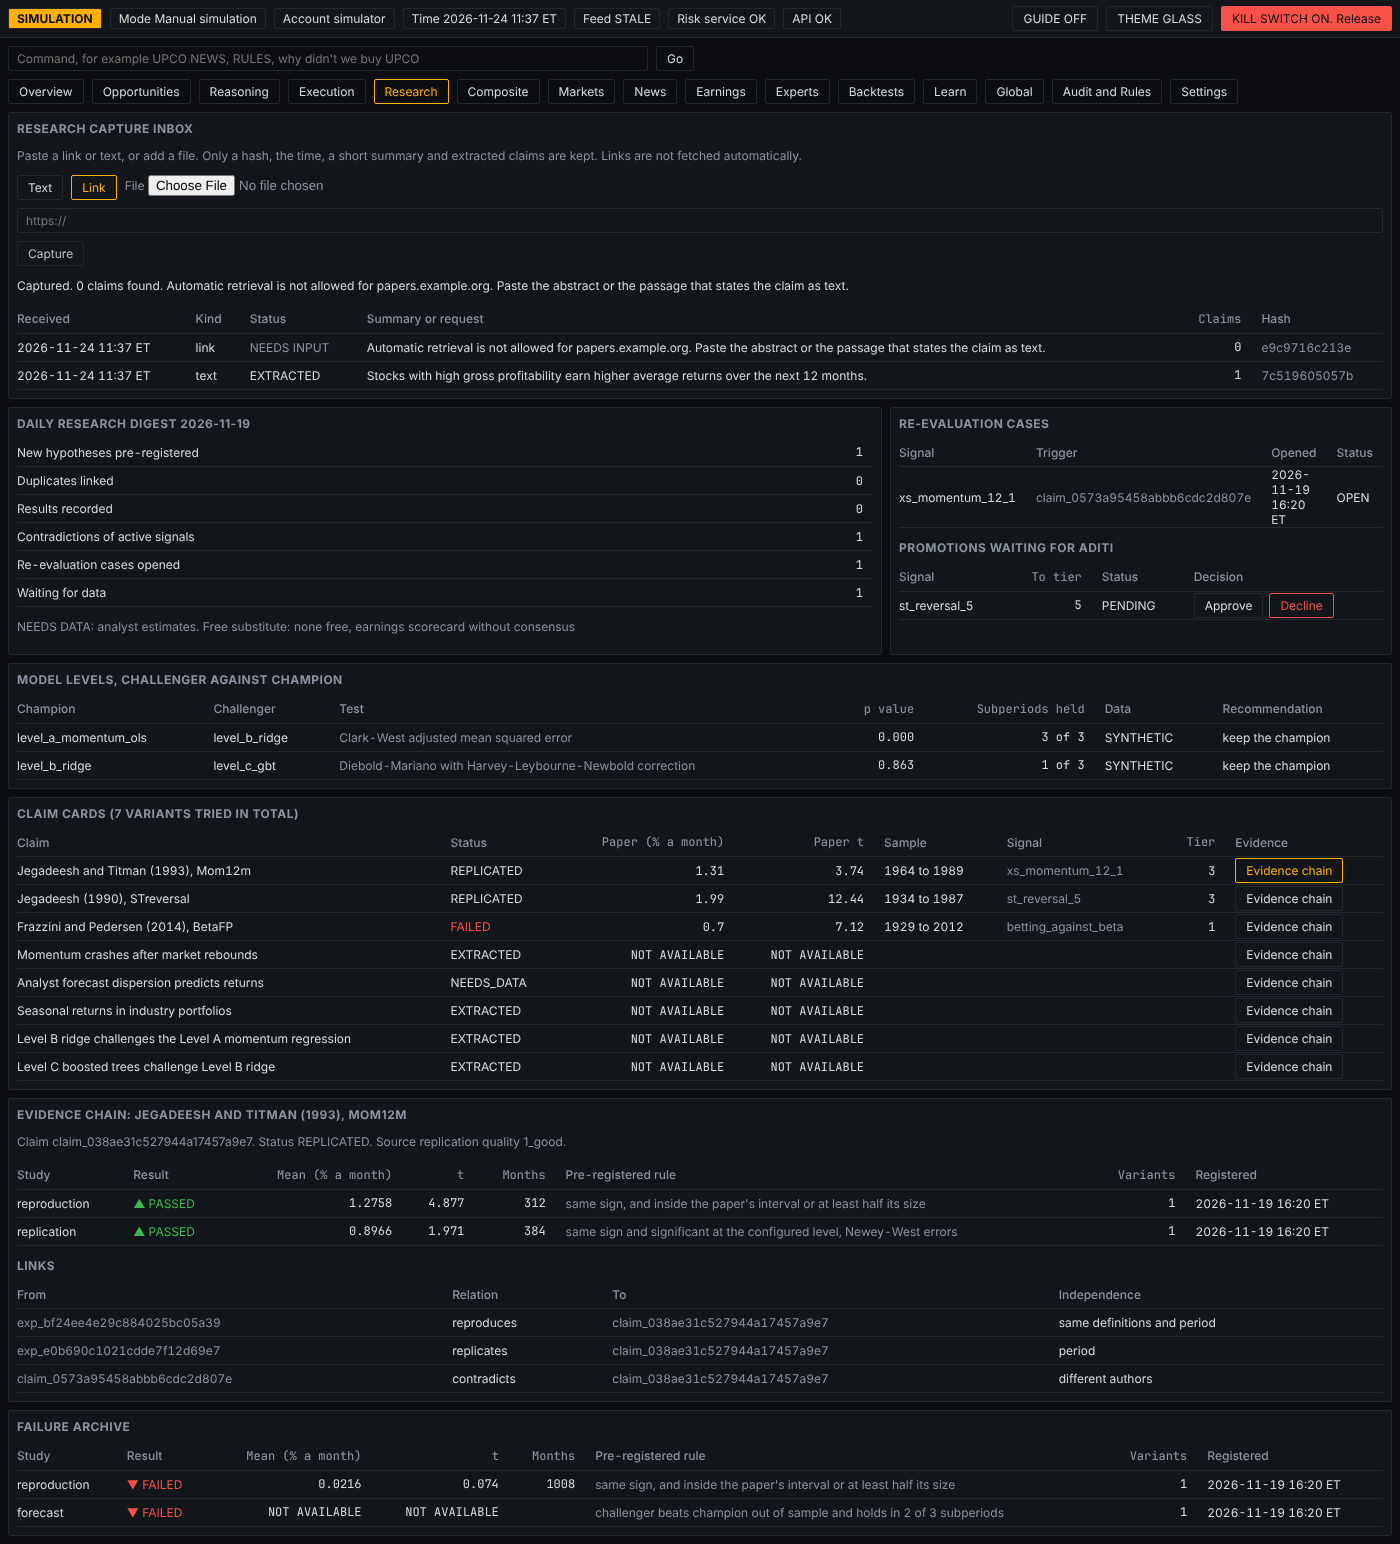 SIMULATION Mode Manual simulation Account simulator Time 2026-11-24 11:37 ET Feed STALE Risk service OK API OK GUIDE OFF THEME GLASS KILL SWITCH ON. Release
Command, for example UPCO NEWS, RULES, why didn't we buy UPCO Go
Overview Opportunities Reasoning Execution Research Composite Markets News Earnings Experts Backtests Learn Global Audit and Rules Settings
RESEARCH CAPTURE INBOX
Paste a link or text, or add a file. Only a hash, the time, a short summary and extracted claims are kept. Links are not fetched automatically.
Text Link File Choose File No file chosen
https://
Capture
Captured. 0 claims found. Automatic retrieval is not allowed for papers.example.org. Paste the abstract or the passage that states the claim as text.
Received Kind Status Summary or request Claims Hash
2026-11-24 11:37 ET link NEEDS INPUT Automatic retrieval is not allowed for papers.example.org. Paste the abstract or the passage that states the claim as text. 0 e9c9716c213e
2026-11-24 11:37 ET text EXTRACTED Stocks with high gross profitability earn higher average returns over the next 12 months. 1 7c519605057b
DAILY RESEARCH DIGEST 2026-11-19
New hypotheses pre-registered 1
Duplicates linked 0
Results recorded 0
Contradictions of active signals 1
Re-evaluation cases opened 1
Waiting for data 1
NEEDS DATA: analyst estimates. Free substitute: none free, earnings scorecard without consensus
RE-EVALUATION CASES
Signal Trigger Opened Status
xs_momentum_12_1 claim_0573a95458abbb6cdc2d807e 2026-11-19 16:20 ET OPEN
PROMOTIONS WAITING FOR ADITI
Signal To tier Status Decision
st_reversal_5 5 PENDING Approve Decline
MODEL LEVELS, CHALLENGER AGAINST CHAMPION
Champion Challenger Test p value Subperiods held Data Recommendation
level_a_momentum_ols level_b_ridge Clark-West adjusted mean squared error 0.000 3 of 3 SYNTHETIC keep the champion
level_b_ridge level_c_gbt Diebold-Mariano with Harvey-Leybourne-Newbold correction 0.863 1 of 3 SYNTHETIC keep the champion
CLAIM CARDS (7 VARIANTS TRIED IN TOTAL)
Claim Status Paper (% a month) Paper t Sample Signal Tier Evidence
Jegadeesh and Titman (1993), Mom12m REPLICATED 1.31 3.74 1964 to 1989 xs_momentum_12_1 3 Evidence chain
Jegadeesh (1990), STreversal REPLICATED 1.99 12.44 1934 to 1987 st_reversal_5 3 Evidence chain
Frazzini and Pedersen (2014), BetaFP FAILED 0.7 7.12 1929 to 2012 betting_against_beta 1 Evidence chain
Momentum crashes after market rebounds EXTRACTED NOT AVAILABLE NOT AVAILABLE Evidence chain
Analyst forecast dispersion predicts returns NEEDS_DATA NOT AVAILABLE NOT AVAILABLE Evidence chain
Seasonal returns in industry portfolios EXTRACTED NOT AVAILABLE NOT AVAILABLE Evidence chain
Level B ridge challenges the Level A momentum regression EXTRACTED NOT AVAILABLE NOT AVAILABLE Evidence chain
Level C boosted trees challenge Level B ridge EXTRACTED NOT AVAILABLE NOT AVAILABLE Evidence chain
EVIDENCE CHAIN: JEGADEESH AND TITMAN (1993), MOM12M
Claim claim_038ae31c527944a17457a9e7. Status REPLICATED. Source replication quality 1_good.
Study Result Mean (% a month) t Months Pre-registered rule Variants Registered
reproduction ▲ PASSED 1.2758 4.877 312 same sign, and inside the paper's interval or at least half its size 1 2026-11-19 16:20 ET
replication ▲ PASSED 0.8966 1.971 384 same sign and significant at the configured level, Newey-West errors 1 2026-11-19 16:20 ET
LINKS
From Relation To Independence
exp_bf24ee4e29c884025bc05a39 reproduces claim_038ae31c527944a17457a9e7 same definitions and period
exp_e0b690c1021cdde7f12d69e7 replicates claim_038ae31c527944a17457a9e7 period
claim_0573a95458abbb6cdc2d807e contradicts claim_038ae31c527944a17457a9e7 different authors
FAILURE ARCHIVE
Study Result Mean (% a month) t Months Pre-registered rule Variants Registered
reproduction ▼ FAILED 0.0216 0.074 1008 same sign, and inside the paper's interval or at least half its size 1 2026-11-19 16:20 ET
forecast ▼ FAILED NOT AVAILABLE NOT AVAILABLE challenger beats champion out of sample and holds in 2 of 3 subperiods 1 2026-11-19 16:20 ET